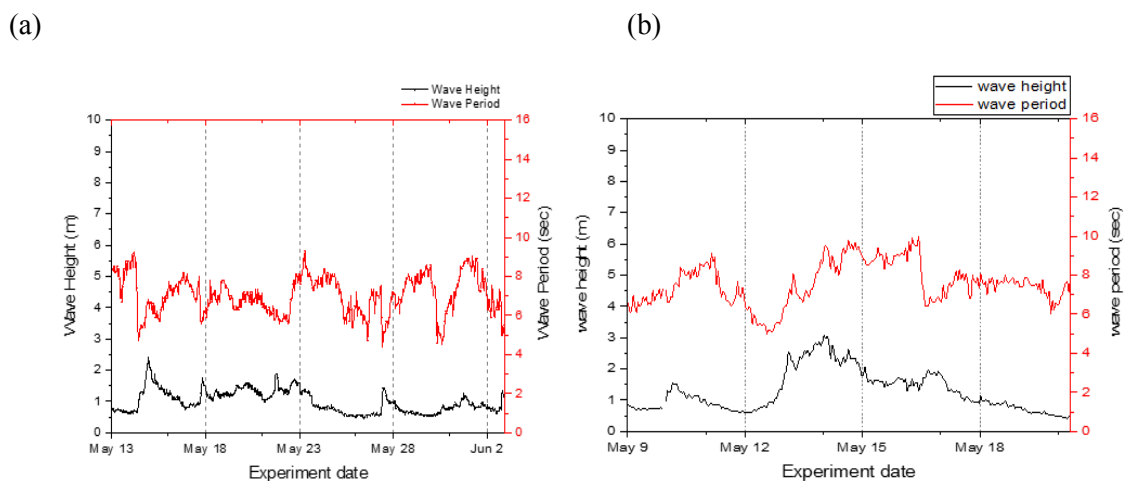 (a)
(b)
Wave Height
Wave Period
wave height
wave period
10
9
8
7
6
5
4
3
2
1
0
Wave Height (m)
16
14
12
10
8
6
4
2
0
Wave Period (sec)
May 13
May 18
May 23
May 28
Jun 2
Experiment date
10
9
8
7
6
5
4
3
2
1
0
wave height (m)
16
14
12
10
8
6
4
2
0
wave period (sec)
May 9
May 12
May 15
May 18
Experiment date